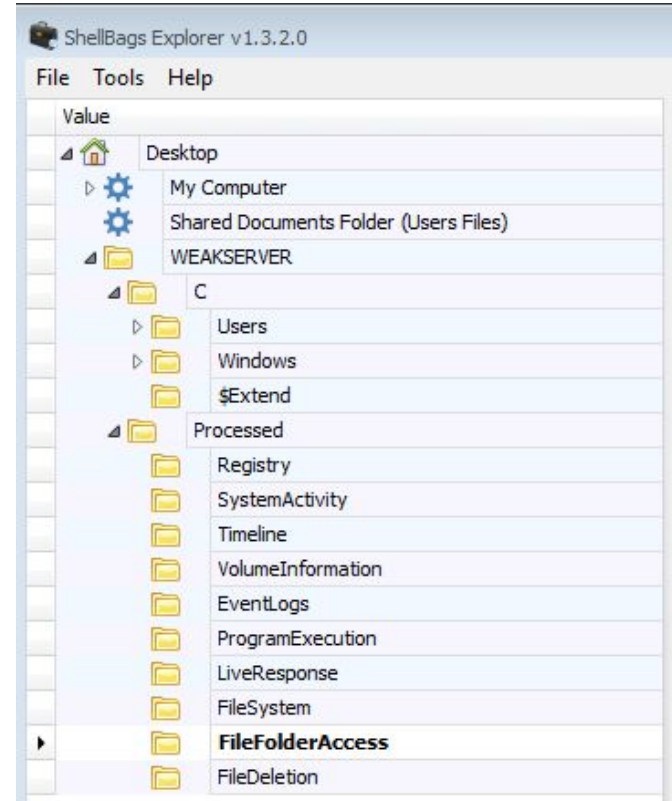 ShellBags Explorer v1.3.2.0
File Tools Help
Value
Desktop
My Computer
Shared Documents Folder (Users Files)
WEAKSERVER
C
Users
Windows
$Extend
Processed
Registry
SystemActivity
Timeline
VolumeInformation
EventLogs
ProgramExecution
LiveResponse
FileSystem
FileFolderAccess
FileDeletion